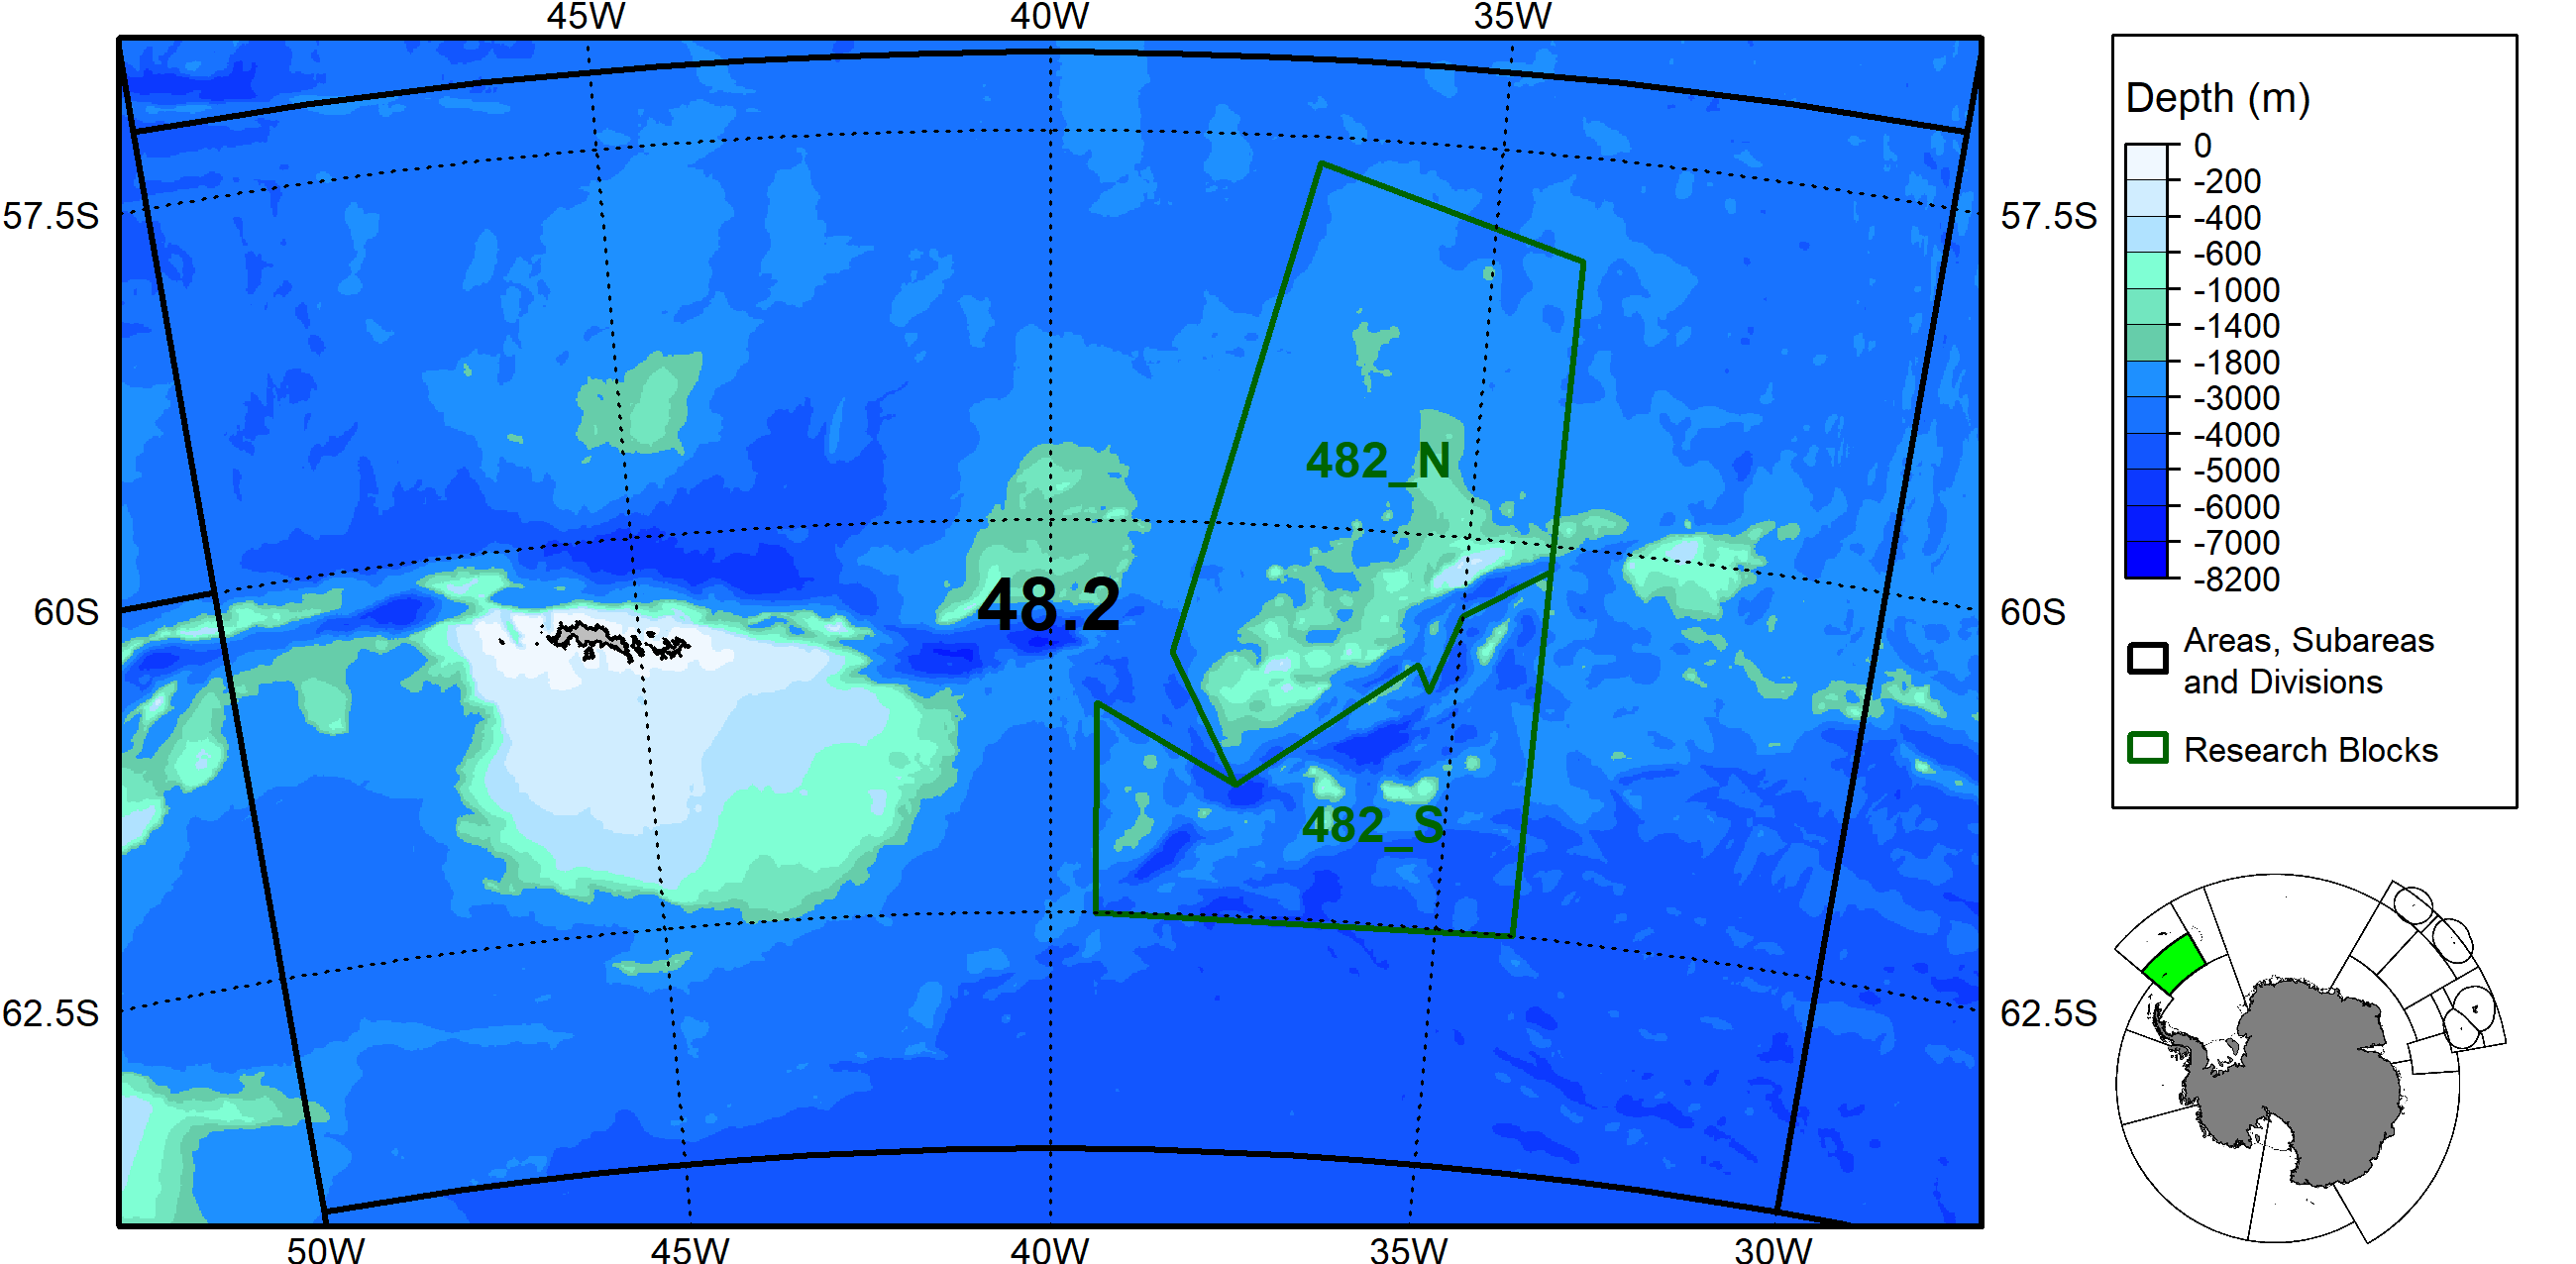 45W 40W 35W
57.5S 57.5S
60S 60S
62.5S 62.5S
50W 45W 40W 35W 30W
482_N
48.2
482_S
Depth (m)
0
-200
-400
-600
-1000
-1400
-1800
-3000
-4000
-5000
-6000
-7000
-8200
Areas, Subareas
and Divisions
Research Blocks